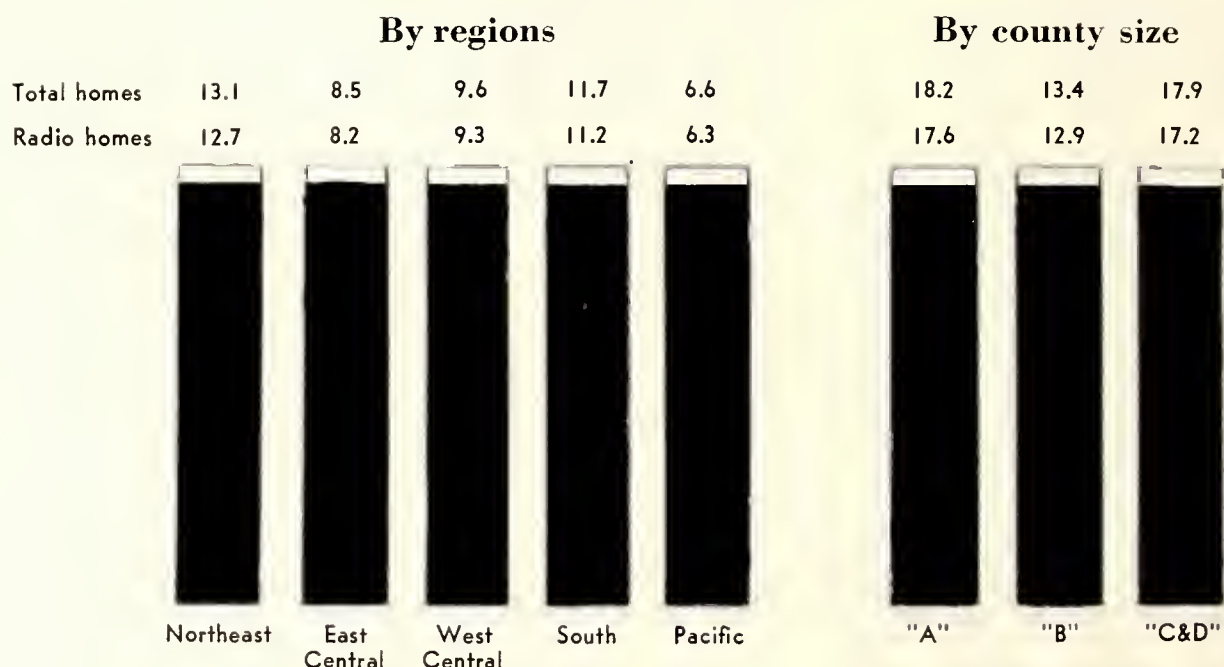 By regions
By county size
Total homes 13.1 8.5 9.6 11.7 6.6 18.2 13.4 17.9
Radio homes 12.7 8.2 9.3 11.2 6.3 17.6 12.9 17.2
Northeast East Central West Central South Pacific "A" "B" "C&D"